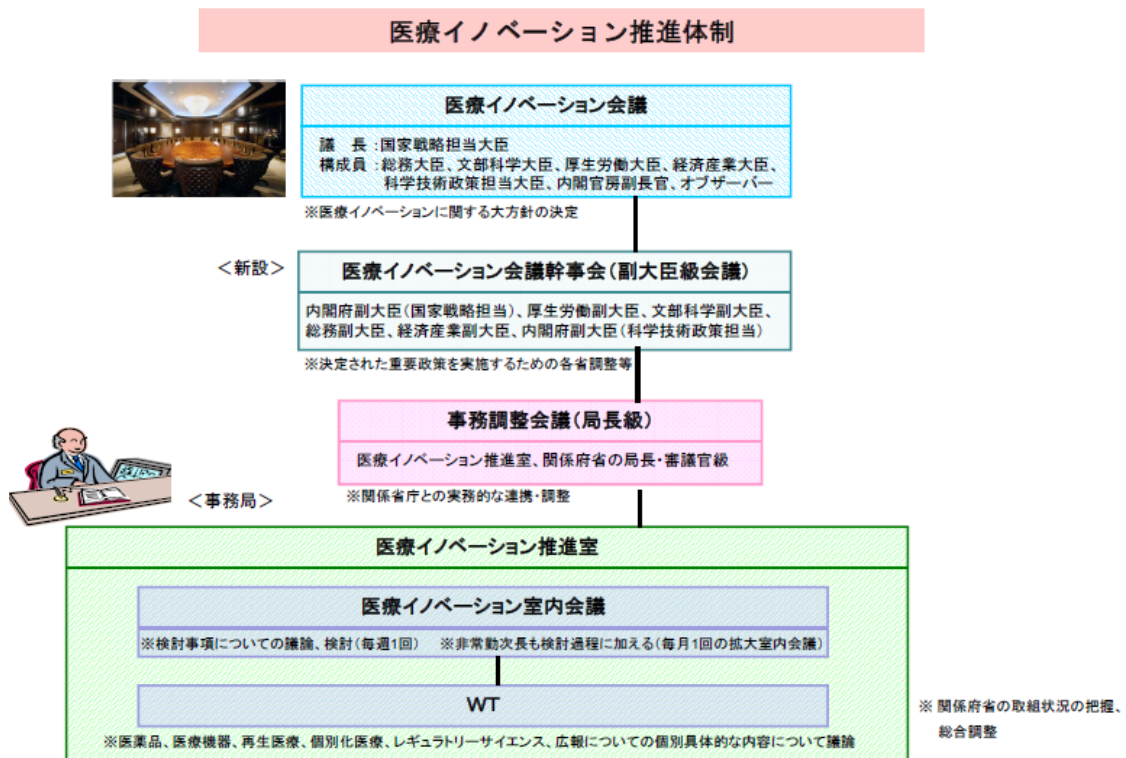 医療イノベーション推進体制
医療イノベーション会議
議　長：国家戦略担当大臣
構成員：総務大臣、文部科学大臣、厚生労働大臣、経済産業大臣、
科学技術政策担当大臣、内閣官房副長官、オブザーバー
※医療イノベーションに関する大方針の決定
＜新設＞
医療イノベーション会議幹事会（副大臣級会議）
内閣府副大臣（国家戦略担当）、厚生労働副大臣、文部科学副大臣、
総務副大臣、経済産業副大臣、内閣府副大臣（科学技術政策担当）
※決定された重要政策を実施するための各省調整等
事務調整会議（局長級）
医療イノベーション推進室、関係府省の局長・審議官級
※関係省庁との実務的な連携・調整
＜事務局＞
医療イノベーション推進室
医療イノベーション室内会議
※検討事項についての議論、検討（毎週1回）　※非常勤次長も検討過程に加える（毎月1回の拡大室内会議）
WT
※医薬品、医療機器、再生医療、個別化医療、レギュラトリーサイエンス、広報についての個別具体的な内容について議論
※ 関係府省の取組状況の把握、
総合調整